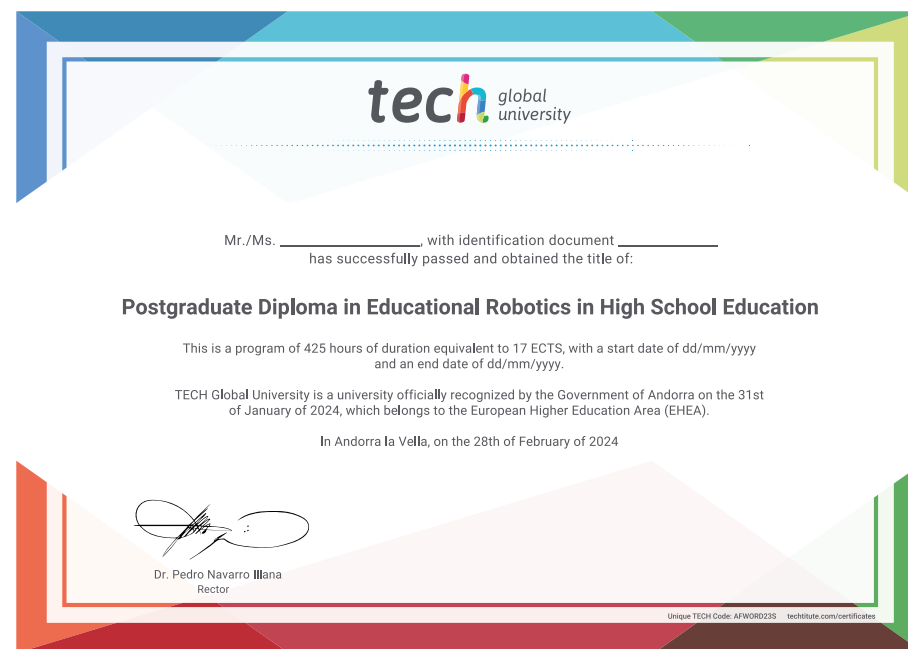 tech global university
Mr./Ms. ____________, with identification document ____________
has successfully passed and obtained the title of:
Postgraduate Diploma in Educational Robotics in High School Education
This is a program of 425 hours of duration equivalent to 17 ECTS, with a start date of dd/mm/yyyy
and an end date of dd/mm/yyyy.
TECH Global University is a university officially recognized by the Government of Andorra on the 31st
of January of 2024, which belongs to the European Higher Education Area (EHEA).
In Andorra la Vella, on the 28th of February of 2024
Dr. Pedro Navarro Illana
Rector
Unique TECH Code: AFWORD23S techtitute.com/certificates